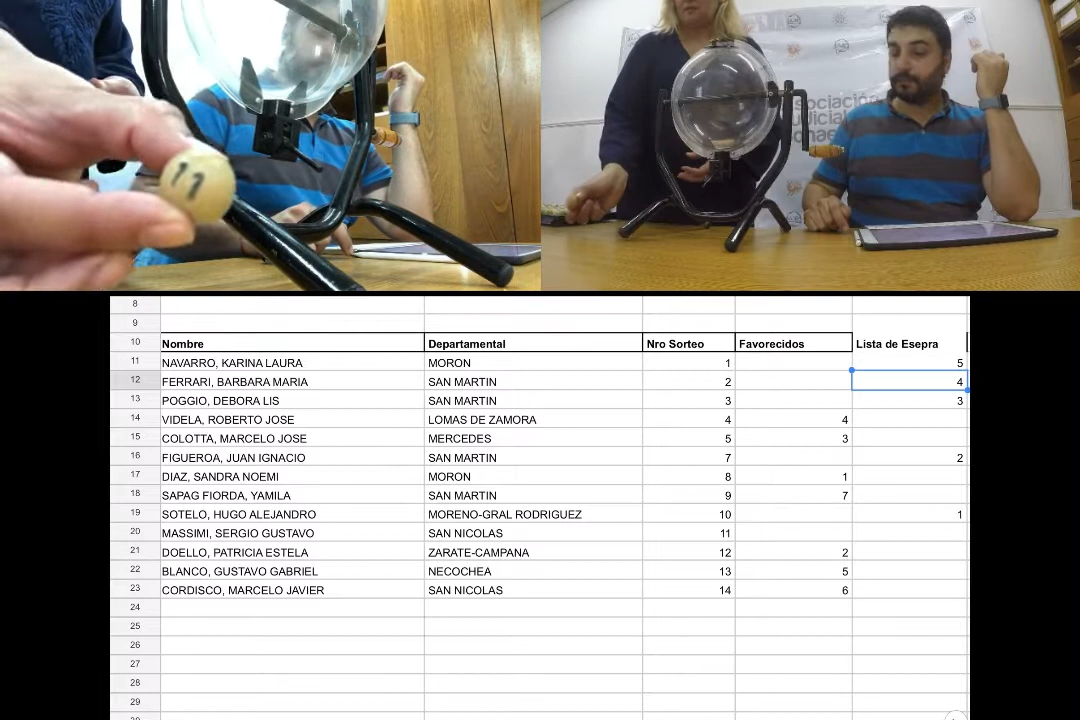 11
sociación
udicial
onae
8
9
10 Nombre Departamental Nro Sorteo Favorecidos Lista de Esepra
11 NAVARRO, KARINA LAURA MORON 1 5
12 FERRARI, BARBARA MARIA SAN MARTIN 2 4
13 POGGIO, DEBORA LIS SAN MARTIN 3 3
14 VIDELA, ROBERTO JOSE LOMAS DE ZAMORA 4 4
15 COLOTTA, MARCELO JOSE MERCEDES 5 3
16 FIGUEROA, JUAN IGNACIO SAN MARTIN 7 2
17 DIAZ, SANDRA NOEMI MORON 8 1
18 SAPAG FIORDA, YAMILA SAN MARTIN 9 7
19 SOTELO, HUGO ALEJANDRO MORENO-GRAL RODRIGUEZ 10 1
20 MASSIMI, SERGIO GUSTAVO SAN NICOLAS 11
21 DOELLO, PATRICIA ESTELA ZARATE-CAMPANA 12 2
22 BLANCO, GUSTAVO GABRIEL NECOCHEA 13 5
23 CORDISCO, MARCELO JAVIER SAN NICOLAS 14 6
24
25
26
27
28
29